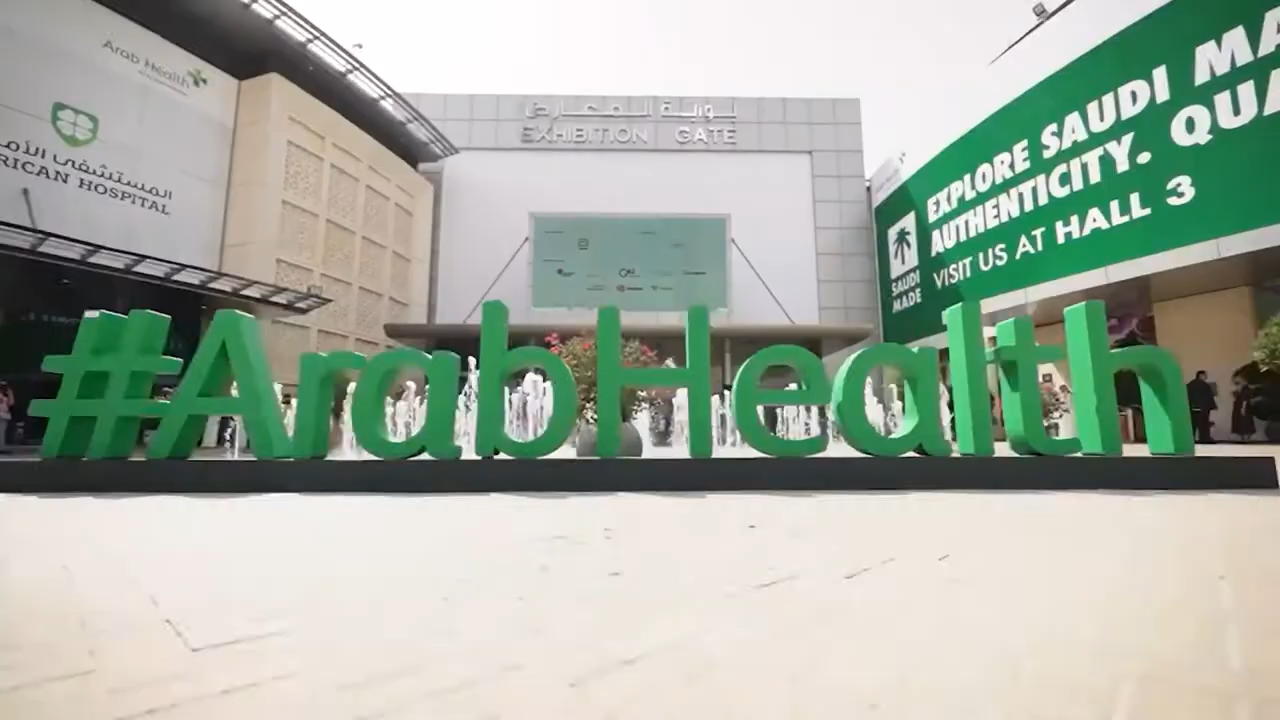 Arab Health
المستشفى الأم
RICAN HOSPITAL
بوابة المعارض
EXHIBITION GATE
EXPLORE SAUDI MA
AUTHENTICITY. QUA
VISIT US AT HALL 3
SAUDI
MADE
#ArabHealth